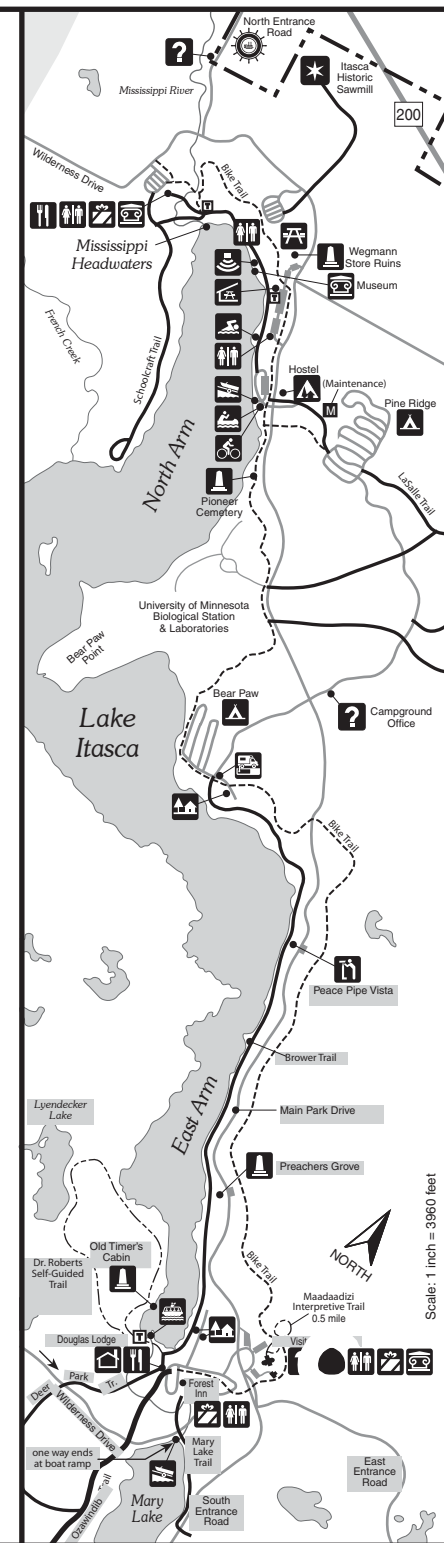 North Entrance
Road
?
Itasca
Historic
Sawmill
Mississippi River
200
Wilderness Drive
Bike Trail
T
Mississippi
Headwaters
Wegmann
Store Ruins
Museum
T
French Creek
Schoolcraft Trail
Hostel
(Maintenance)
M
Pine Ridge
North Arm
LaSalle Trail
Pioneer
Cemetery
University of Minnesota
Biological Station
& Laboratories
Bear Paw
Point
Bear Paw
Lake
Itasca
?
Campground
Office
Bike Trail
Peace Pipe Vista
Brower Trail
Lyendecker
Lake
East Arm
Main Park Drive
Preachers Grove
Scale: 1 inch = 3960 feet
NORTH
Bike Trail
Old Timer's
Cabin
Dr. Roberts
Self-Guided
Trail
Maadaadizi
Interpretive Trail
0.5 mile
Douglas Lodge
T
Deer Park Tr.
Forest
Inn
Wilderness Drive
one way ends
at boat ramp
Mary
Lake
Trail
East
Entrance
Road
Mary
Lake
South
Entrance
Road